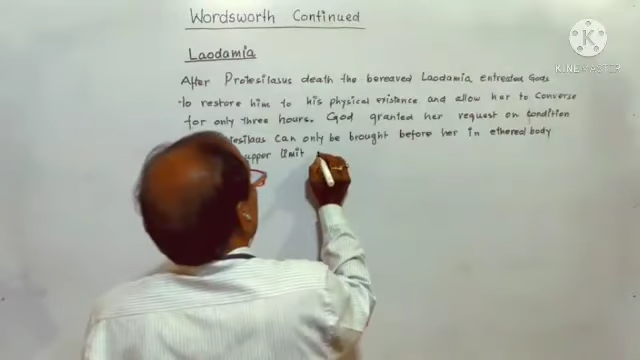 Wordsworth Continued
Laodamia
After Protesilasus death the bereaved Laodamia entreated Gods
to restore him to his physical existence and allow her to Converse
for only three hours. God granted her request on condition
can only be brought before her in ethereal body
upper limit
KINEMASTER